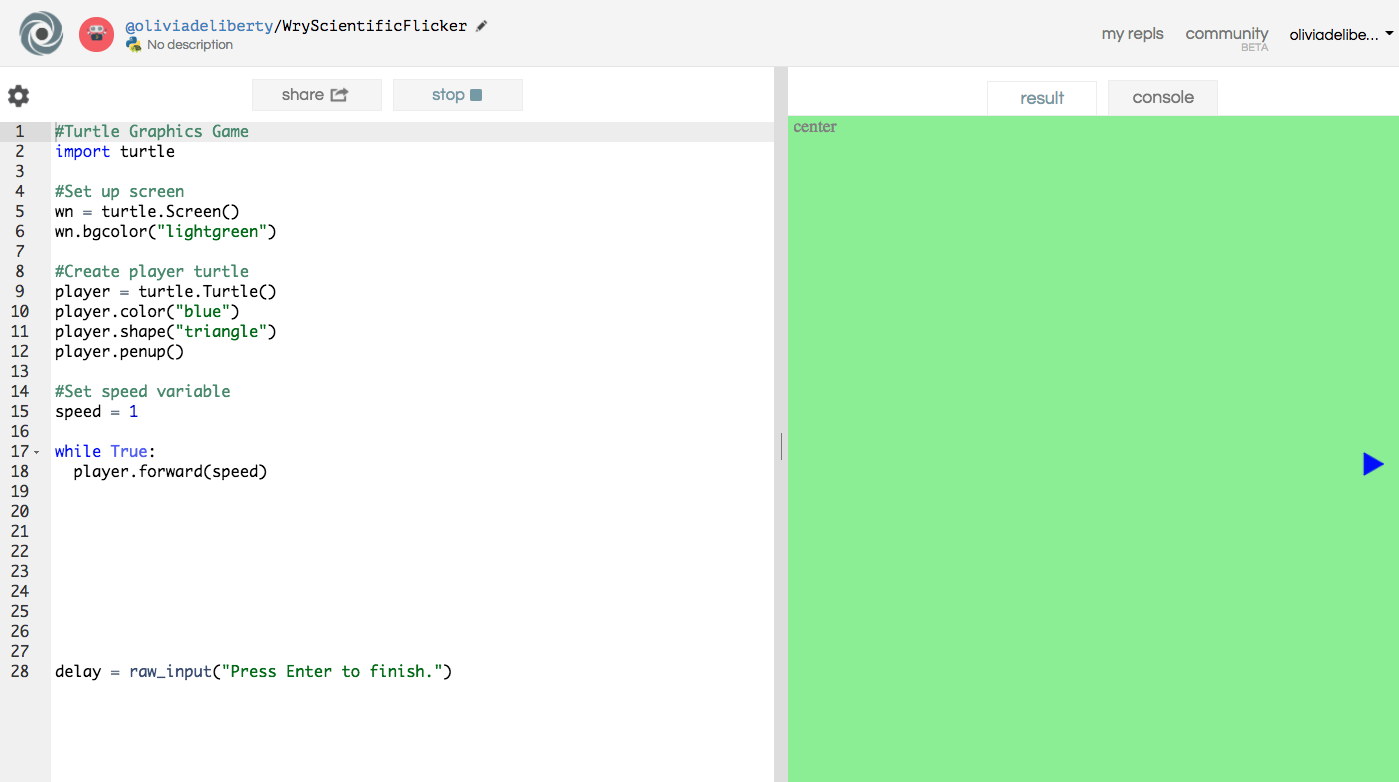 @oliviadeliberty/WryScientificFlicker
No description
my repls
community
BETA
oliviadelibe...
share
stop
result
console
1 #Turtle Graphics Game
2 import turtle
3
4 #Set up screen
5 wn = turtle.Screen()
6 wn.bgcolor("lightgreen")
7
8 #Create player turtle
9 player = turtle.Turtle()
10 player.color("blue")
11 player.shape("triangle")
12 player.penup()
13
14 #Set speed variable
15 speed = 1
16
17 while True:
18   player.forward(speed)
19
20
21
22
23
24
25
26
27
28 delay = raw_input("Press Enter to finish.")
center